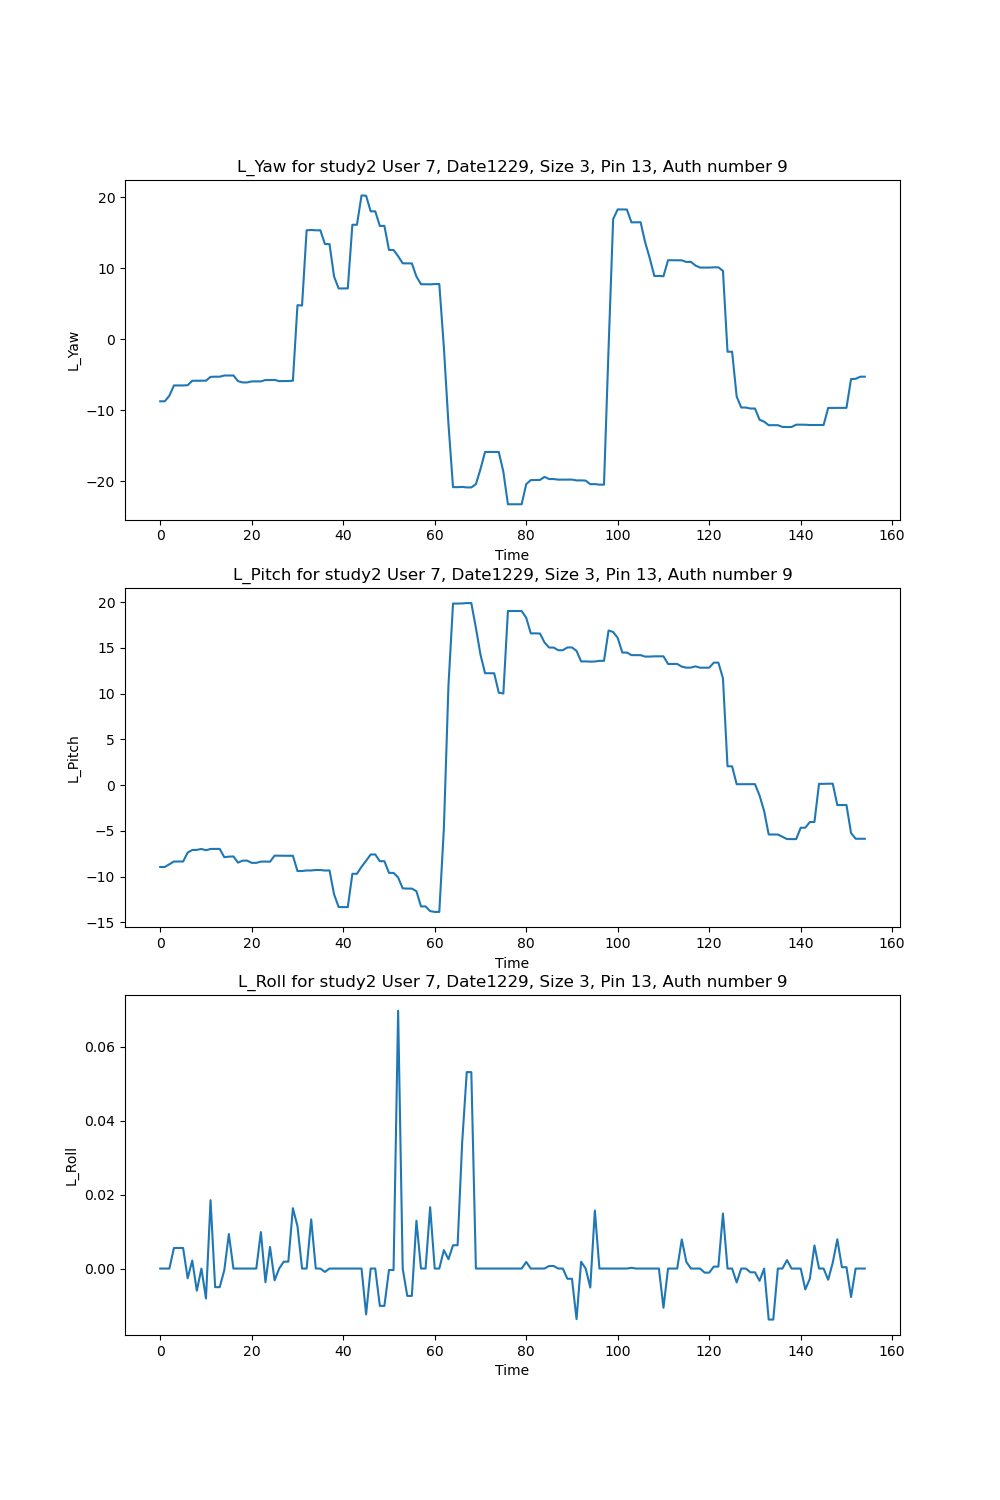 L_Yaw for study2 User 7, Date1229, Size 3, Pin 13, Auth number 9
20
10
0
−10
−20
L_Yaw
0 20 40 60 80 100 120 140 160
Time
L_Pitch for study2 User 7, Date1229, Size 3, Pin 13, Auth number 9
20
15
10
5
0
−5
−10
−15
L_Pitch
0 20 40 60 80 100 120 140 160
Time
L_Roll for study2 User 7, Date1229, Size 3, Pin 13, Auth number 9
0.06
0.04
0.02
0.00
L_Roll
0 20 40 60 80 100 120 140 160
Time